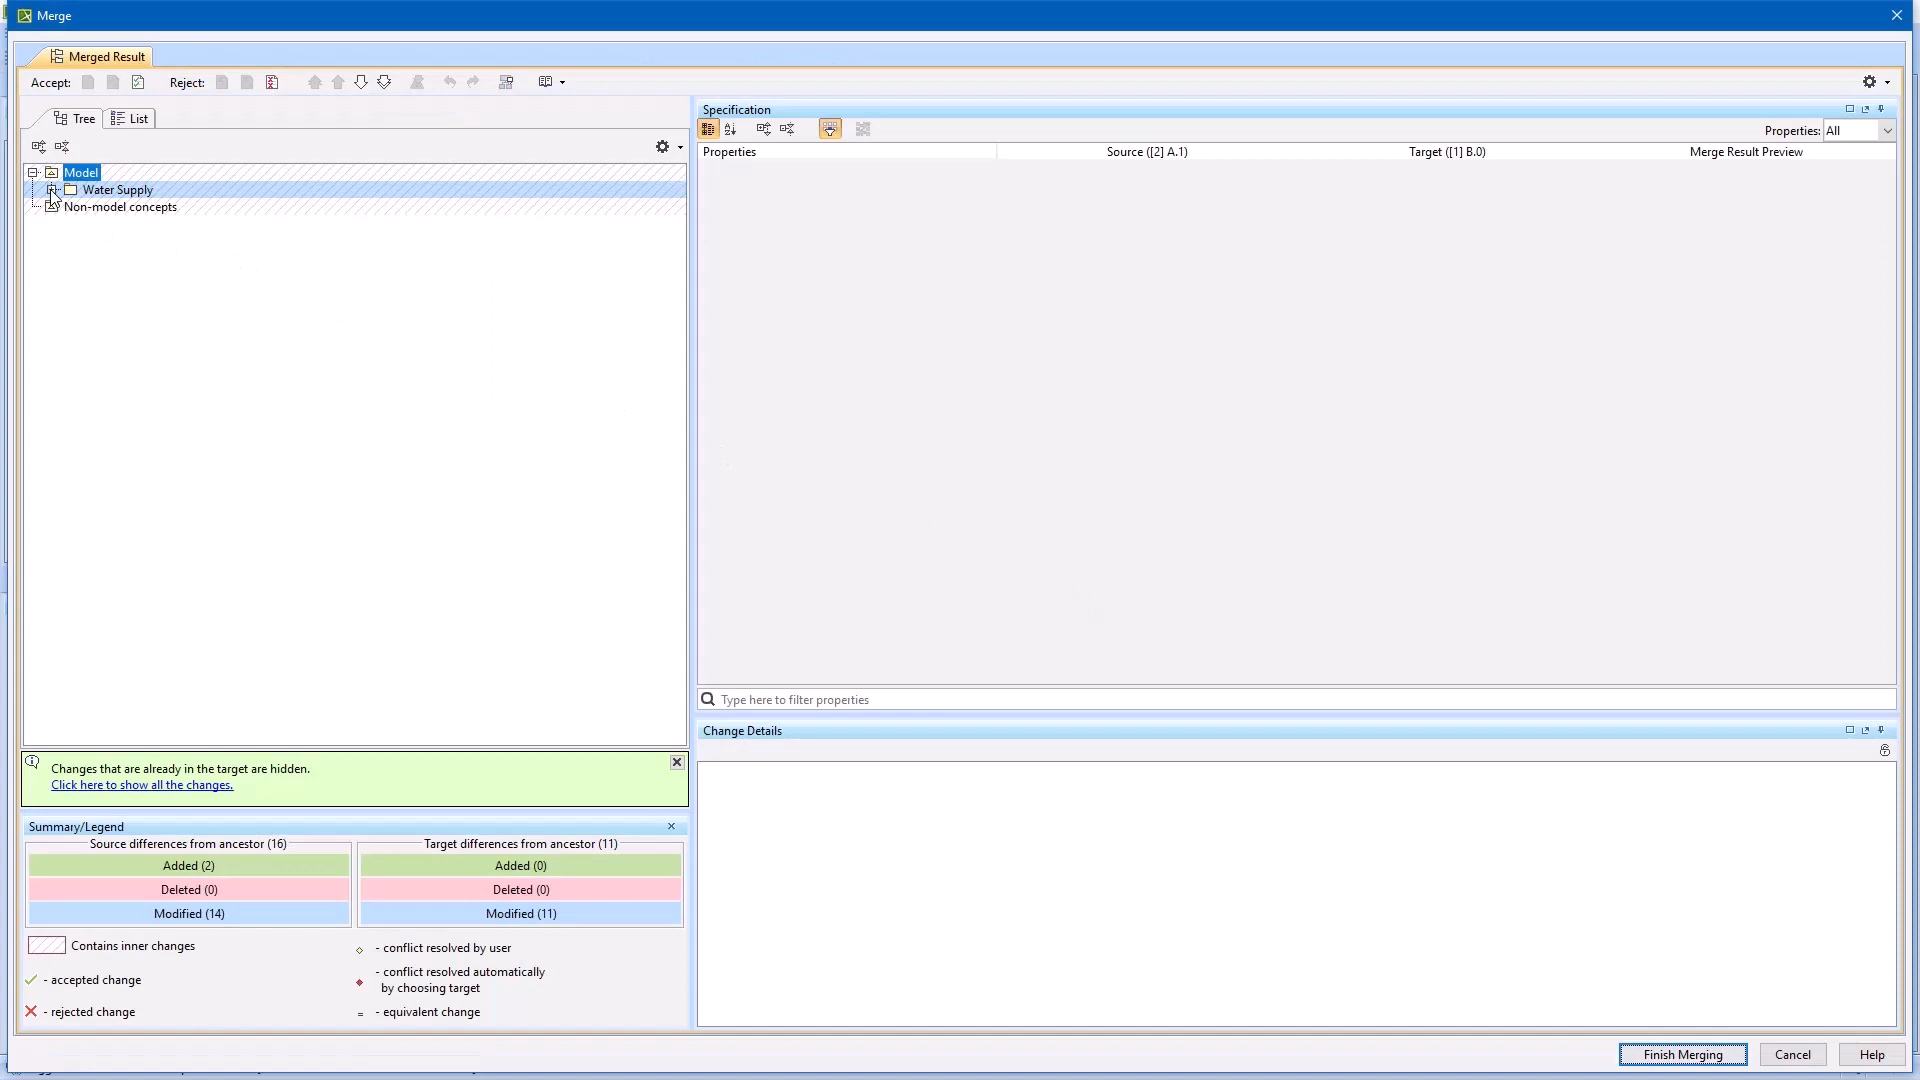 Merge
Merged Result
Accept: Reject:
Tree List
Model
Water Supply
Non-model concepts
Specification
Properties: All
Properties Source ([2] A.1) Target ([1] B.0) Merge Result Preview
Type here to filter properties
Change Details
Changes that are already in the target are hidden.
Click here to show all the changes.
Summary/Legend
Source differences from ancestor (16) Target differences from ancestor (11)
Added (2) Added (0)
Deleted (0) Deleted (0)
Modified (14) Modified (11)
Contains inner changes
- conflict resolved by user
- accepted change
- conflict resolved automatically
by choosing target
- rejected change
= - equivalent change
Finish Merging Cancel Help